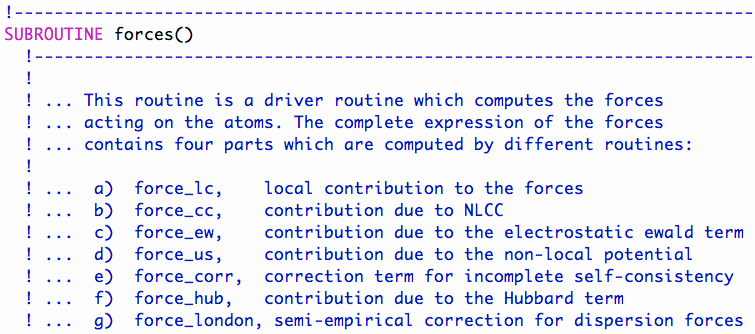 !-----------------------------------------------------------------------
SUBROUTINE forces()
  !---------------------------------------------------------------------
  !
  ! ... This routine is a driver routine which computes the forces
  ! ... acting on the atoms. The complete expression of the forces
  ! ... contains four parts which are computed by different routines:
  !
  ! ...  a)  force_lc,    local contribution to the forces
  ! ...  b)  force_cc,    contribution due to NLCC
  ! ...  c)  force_ew,    contribution due to the electrostatic ewald term
  ! ...  d)  force_us,    contribution due to the non-local potential
  ! ...  e)  force_corr,  correction term for incomplete self-consistency
  ! ...  f)  force_hub,   contribution due to the Hubbard term
  ! ...  g)  force_london, semi-empirical correction for dispersion forces